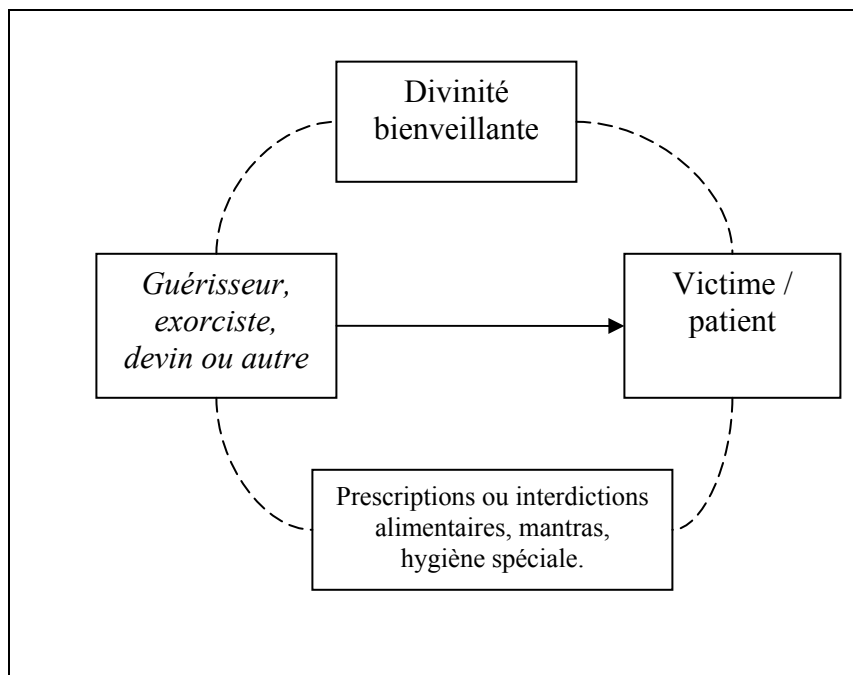 Divinité
bienveillante
Guérisseur,
exorciste,
devin ou autre
Victime /
patient
Prescriptions ou interdictions
alimentaires, mantras,
hygiène spéciale.